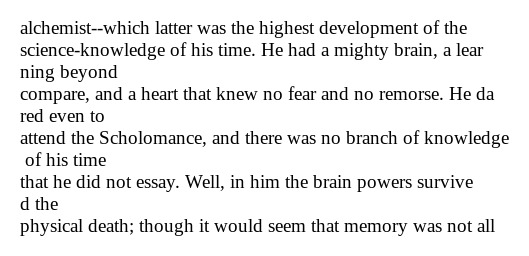 alchemist--which latter was the highest development of the
science-knowledge of his time. He had a mighty brain, a lear
ning beyond
compare, and a heart that knew no fear and no remorse. He da
red even to
attend the Scholomance, and there was no branch of knowledge
 of his time
that he did not essay. Well, in him the brain powers survive
d the
physical death; though it would seem that memory was not all